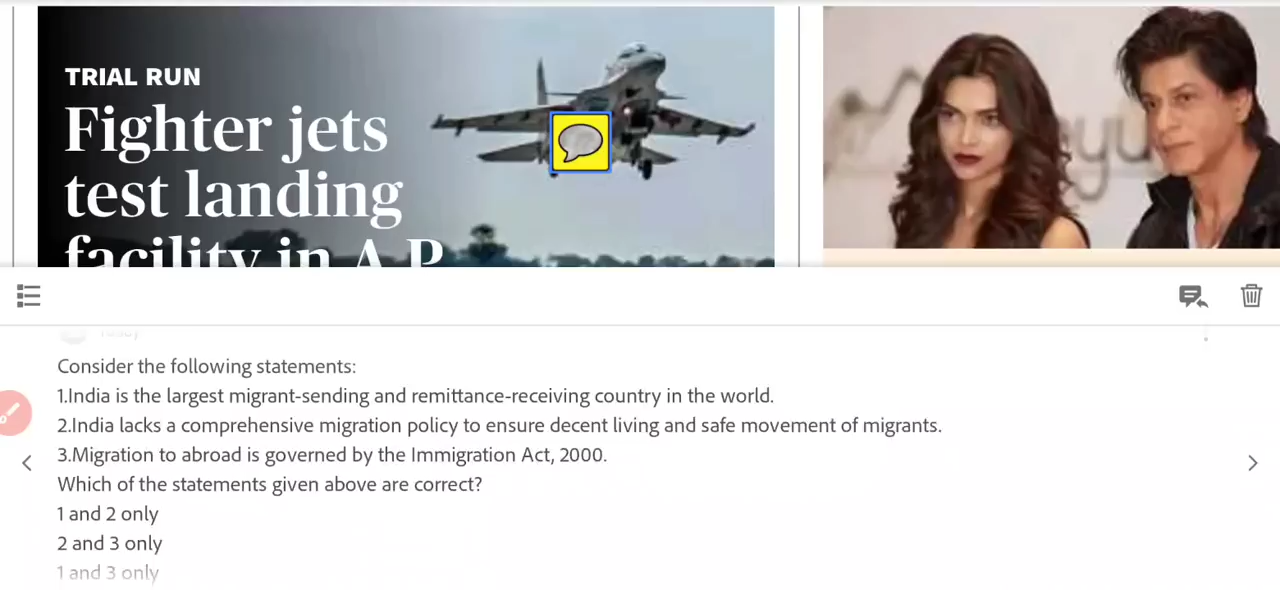 TRIAL RUN
Fighter jets
test landing
facility in A.P.
Consider the following statements:
1.India is the largest migrant-sending and remittance-receiving country in the world.
2.India lacks a comprehensive migration policy to ensure decent living and safe movement of migrants.
3.Migration to abroad is governed by the Immigration Act, 2000.
Which of the statements given above are correct?
1 and 2 only
2 and 3 only
1 and 3 only